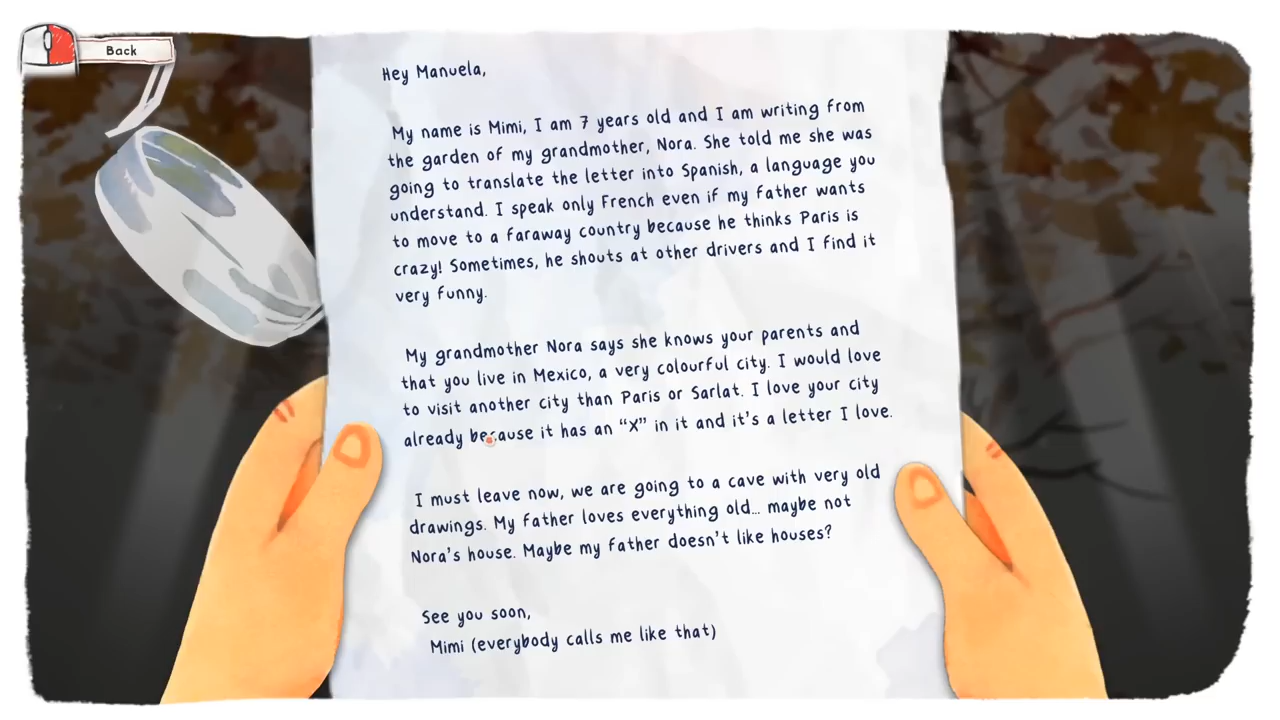 Back
Hey Manuela,
My name is Mimi, I am 7 years old and I am writing from
the garden of my grandmother, Nora. She told me she was
going to translate the letter into Spanish, a language you
understand. I speak only French even if my father wants
to move to a faraway country because he thinks Paris is
crazy! Sometimes, he shouts at other drivers and I find it
very funny.
My grandmother Nora says she knows your parents and
that you live in Mexico, a very colourful city. I would love
to visit another city than Paris or Sarlat. I love your city
already because it has an “X” in it and it's a letter I love.
I must leave now, we are going to a cave with very old
drawings. My father loves everything old... maybe not
Nora's house. Maybe my father doesn't like houses?
See you soon,
Mimi (everybody calls me like that)